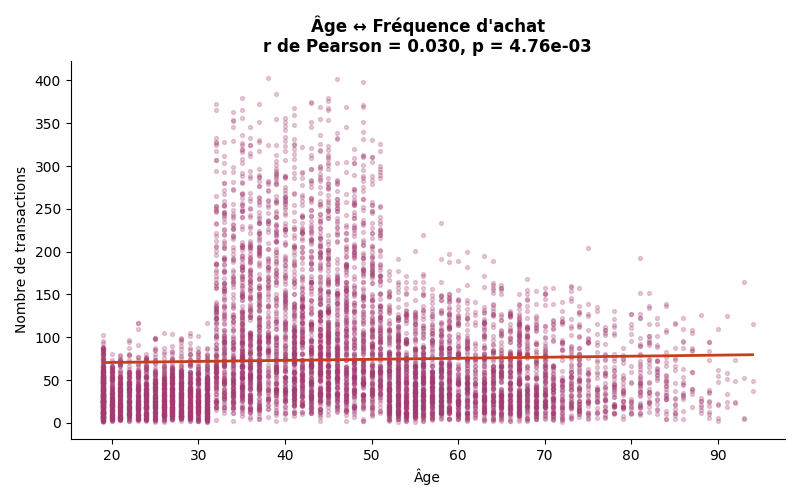 Âge ↔ Fréquence d'achat
r de Pearson = 0.030, p = 4.76e-03
400
350
300
250
200
150
100
50
0
Nombre de transactions
20 30 40 50 60 70 80 90
Âge